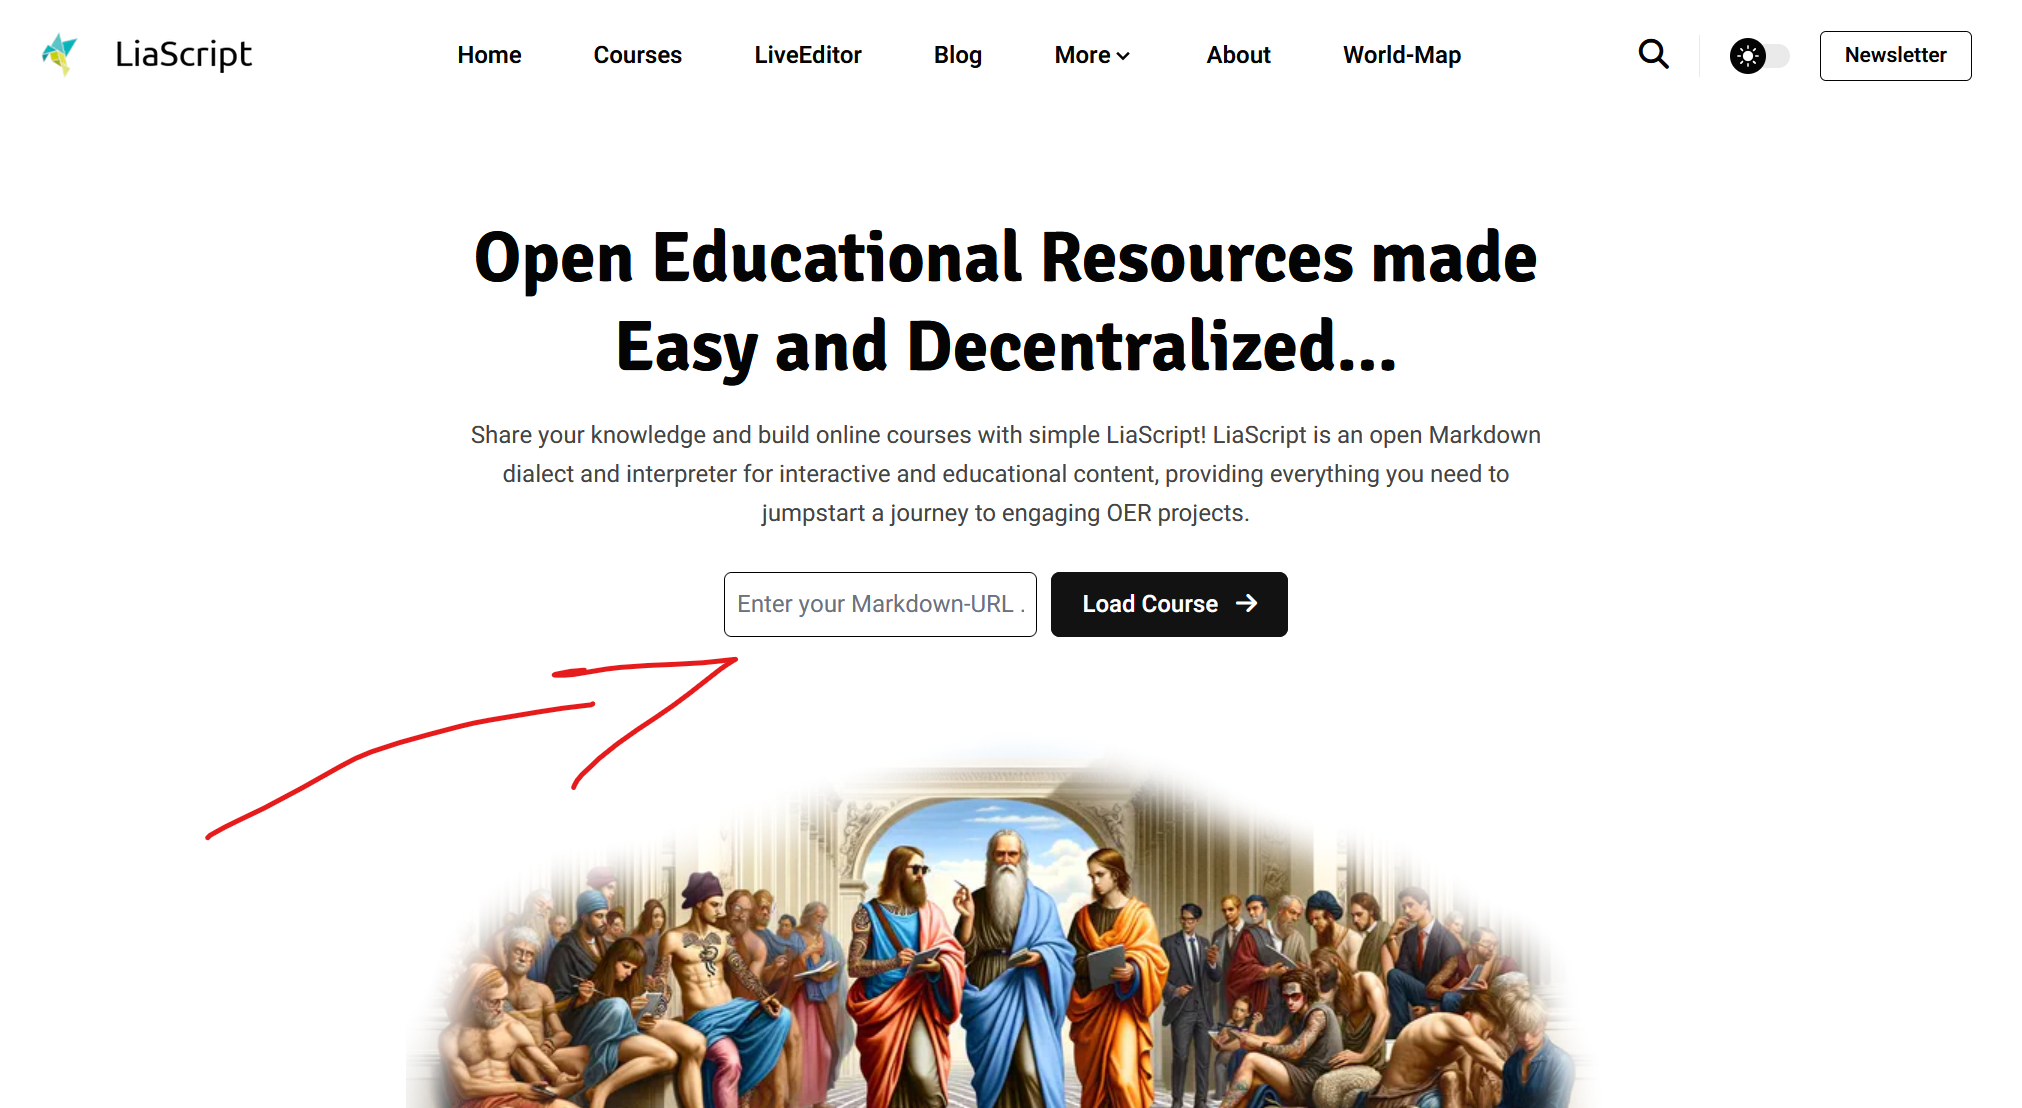 LiaScript
Home Courses LiveEditor Blog More About World-Map
Newsletter
Open Educational Resources made
Easy and Decentralized...
Share your knowledge and build online courses with simple LiaScript! LiaScript is an open Markdown
dialect and interpreter for interactive and educational content, providing everything you need to
jumpstart a journey to engaging OER projects.
Enter your Markdown-URL .
Load Course